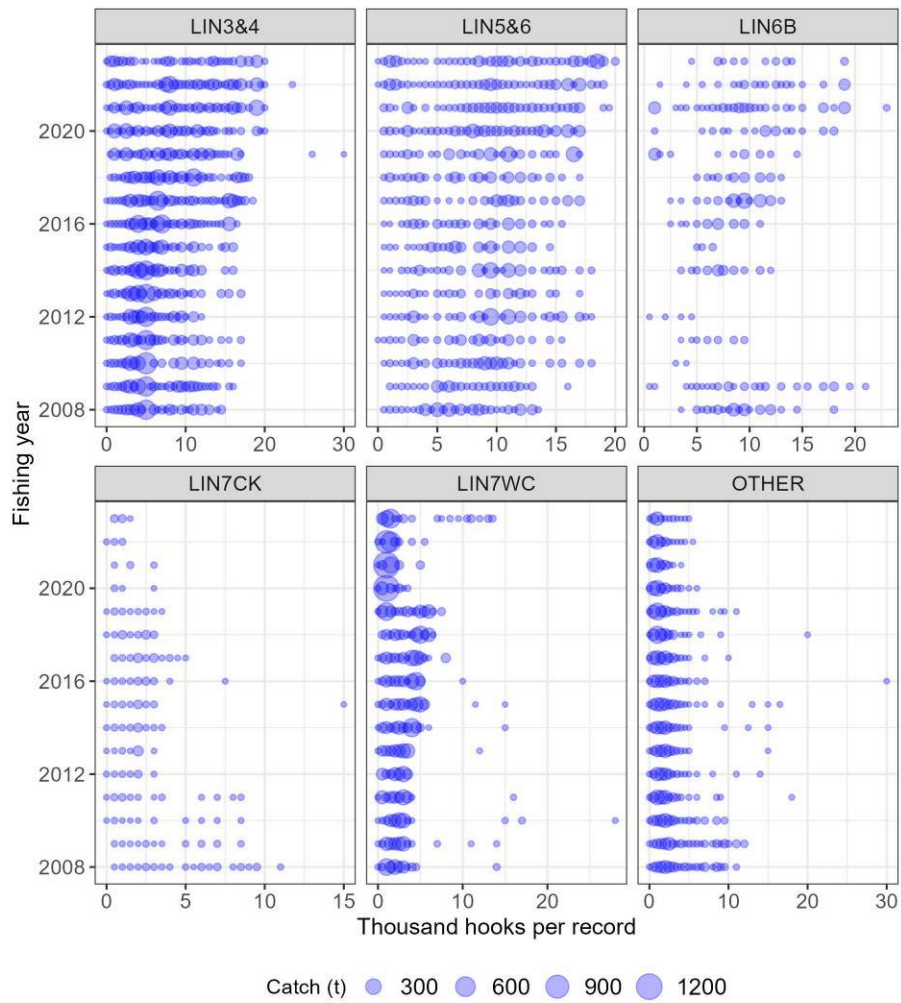 LIN3&4 LIN5&6 LIN6B
2020
2016
2012
2008
0 10 20 30 0 5 10 15 20 0 5 10 15 20
LIN7CK LIN7WC OTHER
2020
2016
2012
2008
0 5 10 15 0 10 20 0 10 20 30
Fishing year
Thousand hooks per record
Catch (t) 300 600 900 1200